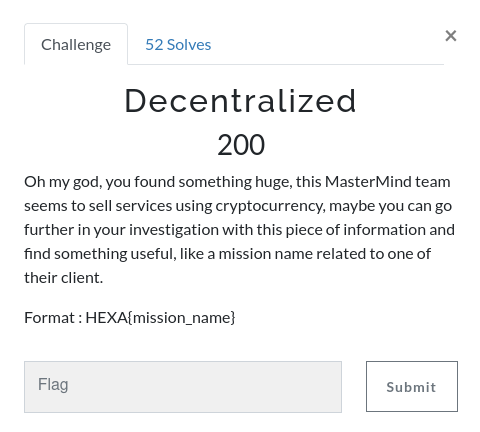 Challenge
52 Solves
×
Decentralized
200
Oh my god, you found something huge, this MasterMind team
seems to sell services using cryptocurrency, maybe you can go
further in your investigation with this piece of information and
find something useful, like a mission name related to one of
their client.
Format : HEXA{mission_name}
Flag
Submit